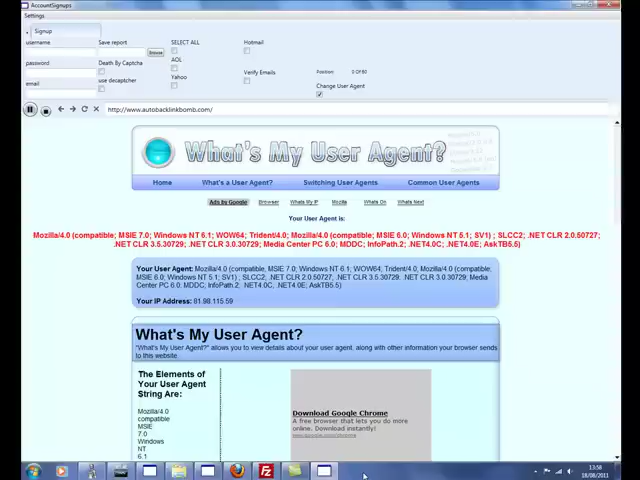 AccountSignups
Settings
Signup
username
Save report
Browse
SELECT ALL
Hotmail
password
Death By Captcha
AOL
Verify Emails
Position: 0 Of 60
use decaptcher
Yahoo
Change User Agent
email
http://www.autobacklinkbomb.com/
What's My User Agent?
Home What's a User Agent? Switching User Agents Common User Agents
Ads by Google Browser Whats My IP Mozilla Whats On Whats Next
Your User Agent is:
Mozilla/4.0 (compatible; MSIE 7.0; Windows NT 6.1; WOW64; Trident/4.0; Mozilla/4.0 (compatible; MSIE 6.0; Windows NT 5.1; SV1) ; SLCC2; .NET CLR 2.0.50727;
.NET CLR 3.5.30729; .NET CLR 3.0.30729; Media Center PC 6.0; MDDC; InfoPath.2; .NET4.0C; .NET4.0E; AskTB5.5)
Your User Agent: Mozilla/4.0 (compatible; MSIE 7.0; Windows NT 6.1; WOW64; Trident/4.0; Mozilla/4.0 (compatible;
MSIE 6.0; Windows NT 5.1; SV1) ; SLCC2; .NET CLR 2.0.50727; .NET CLR 3.5.30729; .NET CLR 3.0.30729; Media
Center PC 6.0; MDDC; InfoPath.2; .NET4.0C; .NET4.0E; AskTB5.5)
Your IP Address: 81.98.115.59
What's My User Agent?
"What's My User Agent?" allows you to view details about your user agent, along with other information your browser sends
to this website
The Elements of
Your User Agent
String Are:
Mozilla/4.0
compatible
MSIE
7.0
Windows
NT
6.1
Download Google Chrome
A free browser that lets you do more
online. Download instantly!
13:58
18/08/2011